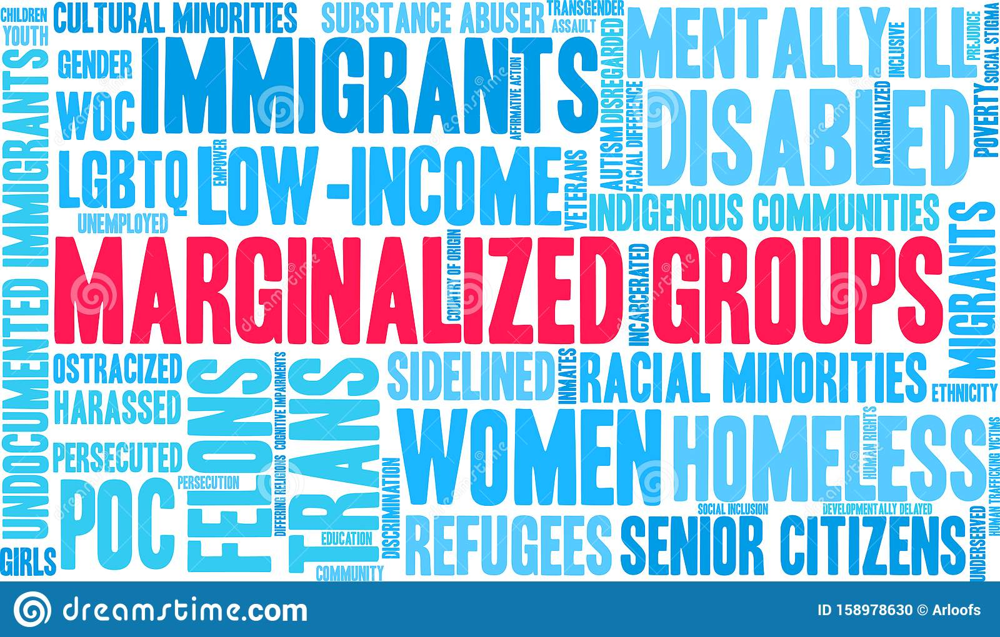 CHILDREN
YOUTH
CULTURAL MINORITIES
SUBSTANCE ABUSER
TRANSGENDER
ASSAULT
MENTALLY ILL
INCLUSIVE
PREJUDICE
SOCIAL STIGMA
GENDER
IMMIGRANTS
AFFIRMATIVE ACTION
DISREGARDED
AUTISM
FACIAL DIFFERENCE
DISABLED
MARGINALIZED
POVERTY
WOC
LGBTQ
EMPOWER
LOW-INCOME
VETERANS
INDIGENOUS COMMUNITIES
UNEMPLOYED
UNDOCUMENTED IMMIGRANTS
MARGINALIZED GROUPS
COUNTRY OF ORIGIN
INCARCERATED
MIGRANTS
OSTRACIZED
HARASSED
PERSECUTED
PERSECUTION
POC
GIRLS
FELONS
COGNITIVE IMPAIRMENTS
DIFFERING RELIGIONS
TRANS
SIDELINED
INMATES
RACIAL MINORITIES
ETHNICITY
WOMEN
HOMELESS
HUMAN RIGHTS
HUMAN TRAFFICKING VICTIMS
DISCRIMINATION
EDUCATION
COMMUNITY
SOCIAL INCLUSION
DEVELOPMENTALLY DELAYED
REFUGEES
SENIOR CITIZENS
UNDERSERVED
dreamstime.com
ID 158978630 © Arloofs